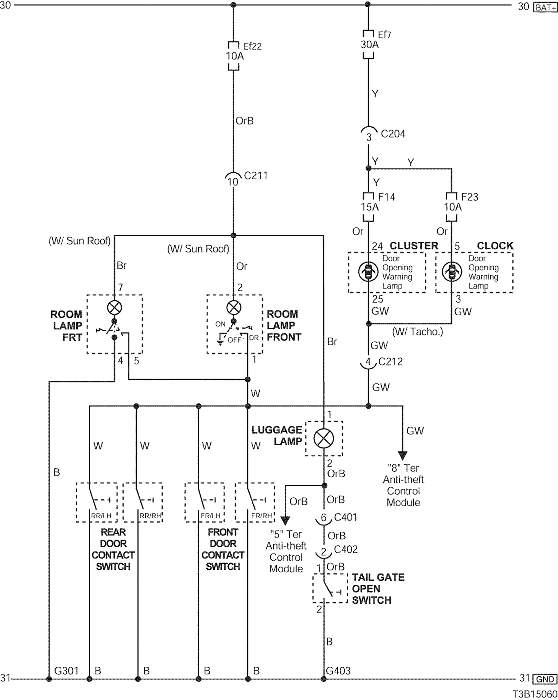 30
30 BAT+
Ef22
10A
Ef7
30A
OrB
Y
C204
3
C211
10
Y
Y
Y
F14
15A
F23
10A
(W/ Sun Roof)
(W/ Sun Roof)
Or
Or
24 CLUSTER
5 CLOCK
Br
Or
Door
Opening
Warning
Lamp
Door
Opening
Warning
Lamp
7
2
25
3
GW
GW
ROOM
LAMP
FRT
ON
OFF
DR
ROOM
LAMP
FRONT
(W/ Tacho.)
GW
Br
4 5
1
4 C212
GW
W
1
LUGGAGE
LAMP
GW
W
W
W
W
2
OrB
B
"8" Ter
Anti-theft
Control
Module
OrB
OrB
RR/LH
RR/RH
FR/LH
FR/RH
6 C401
REAR
DOOR
CONTACT
SWITCH
FRONT
DOOR
CONTACT
SWITCH
"5" Ter
Anti-theft
Control
Module
OrB
2 C402
1 OrB
TAIL GATE
OPEN
SWITCH
2
B
G301
B
B
B
B
G403
31
31 GND
T3B15060